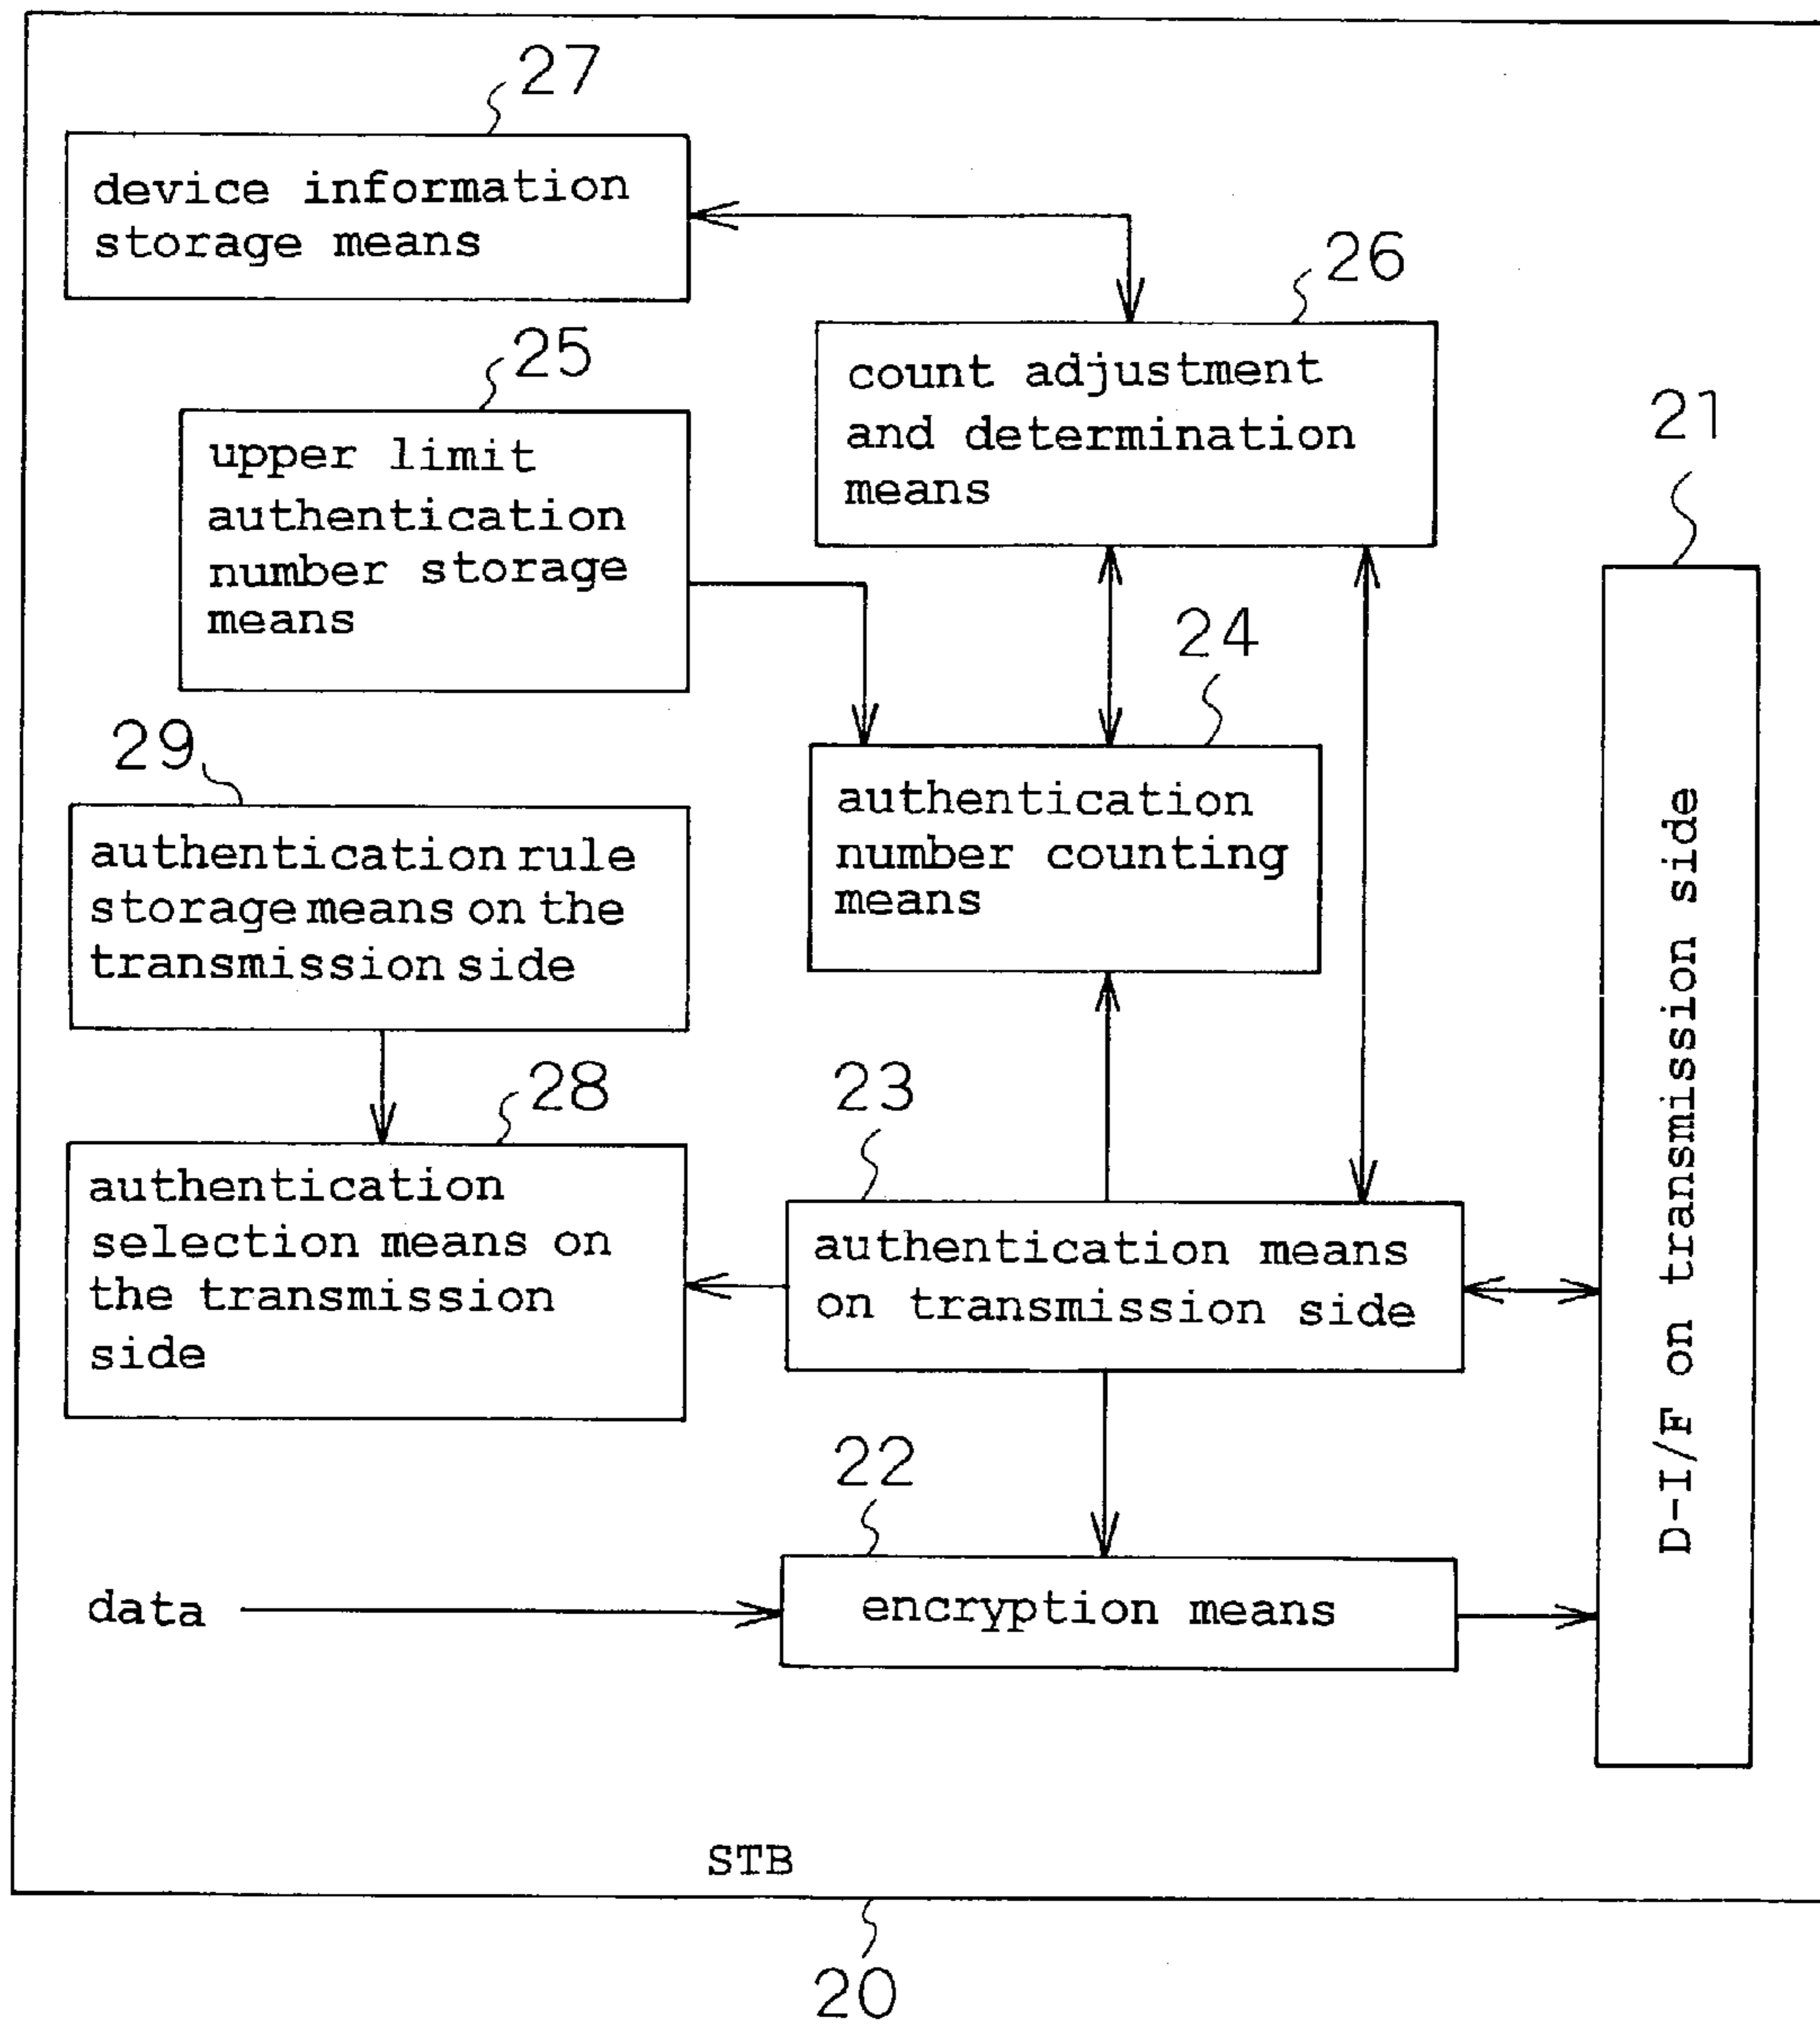 27
device information
storage means
26
count adjustment
and determination
means
25
upper limit
authentication
number storage
means
21
D-I/F on transmission side
24
authentication
number counting
means
29
authentication rule
storage means on the
transmission side
28
authentication
selection means on
the transmission
side
23
authentication means
on transmission side
22
encryption means
data
STB
20